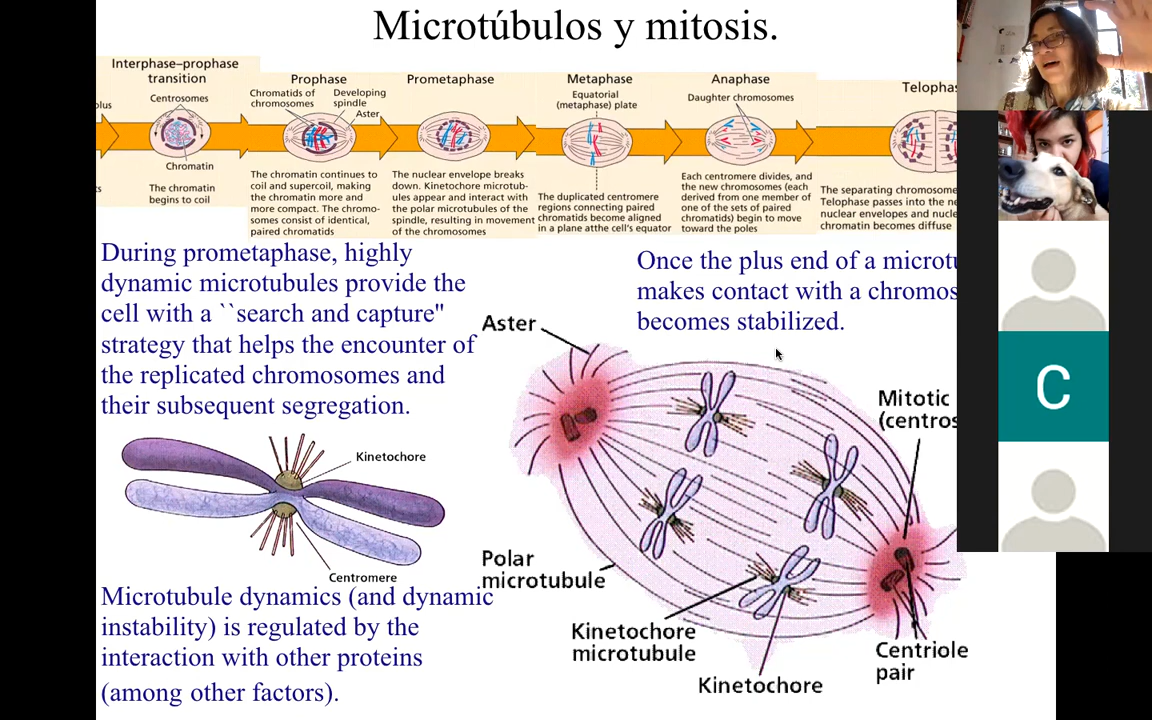 Microtúbulos y mitosis.
Interphase–prophase
transition
Centrosomes
Chromatin
The chromatin
begins to coil
Prophase
Chromatids of
chromosomes
Developing
spindle
Aster
The chromatin continues to
coil and supercoil, making
the chromatin more and
more compact. The chromo-
somes consist of identical,
paired chromatids
Prometaphase
The nuclear envelope breaks
down. Kinetochore microtub-
ules appear and interact with
the polar microtubules of the
spindle, resulting in movement
of the chromosomes
Metaphase
Equatorial
(metaphase) plate
The duplicated centromere
regions connecting paired
chromatids become aligned
in a plane atthe cell's equator
Anaphase
Daughter chromosomes
Each centromere divides, and
the new chromosomes (each
derived from one member of
one of the sets of paired
chromatids) begin to move
toward the poles
Telophas
The separating chromosome
Telophase passes into the ne
nuclear envelopes and nucle
chromatin becomes diffuse
During prometaphase, highly
dynamic microtubules provide the
cell with a ``search and capture"
strategy that helps the encounter of
the replicated chromosomes and
their subsequent segregation.
Once the plus end of a microtu
makes contact with a chromos
becomes stabilized.
Kinetochore
Centromere
Microtubule dynamics (and dynamic
instability) is regulated by the
interaction with other proteins
(among other factors).
Aster
Mitotic
(centros
Polar
microtubule
Kinetochore
microtubule
Kinetochore
Centriole
pair
C